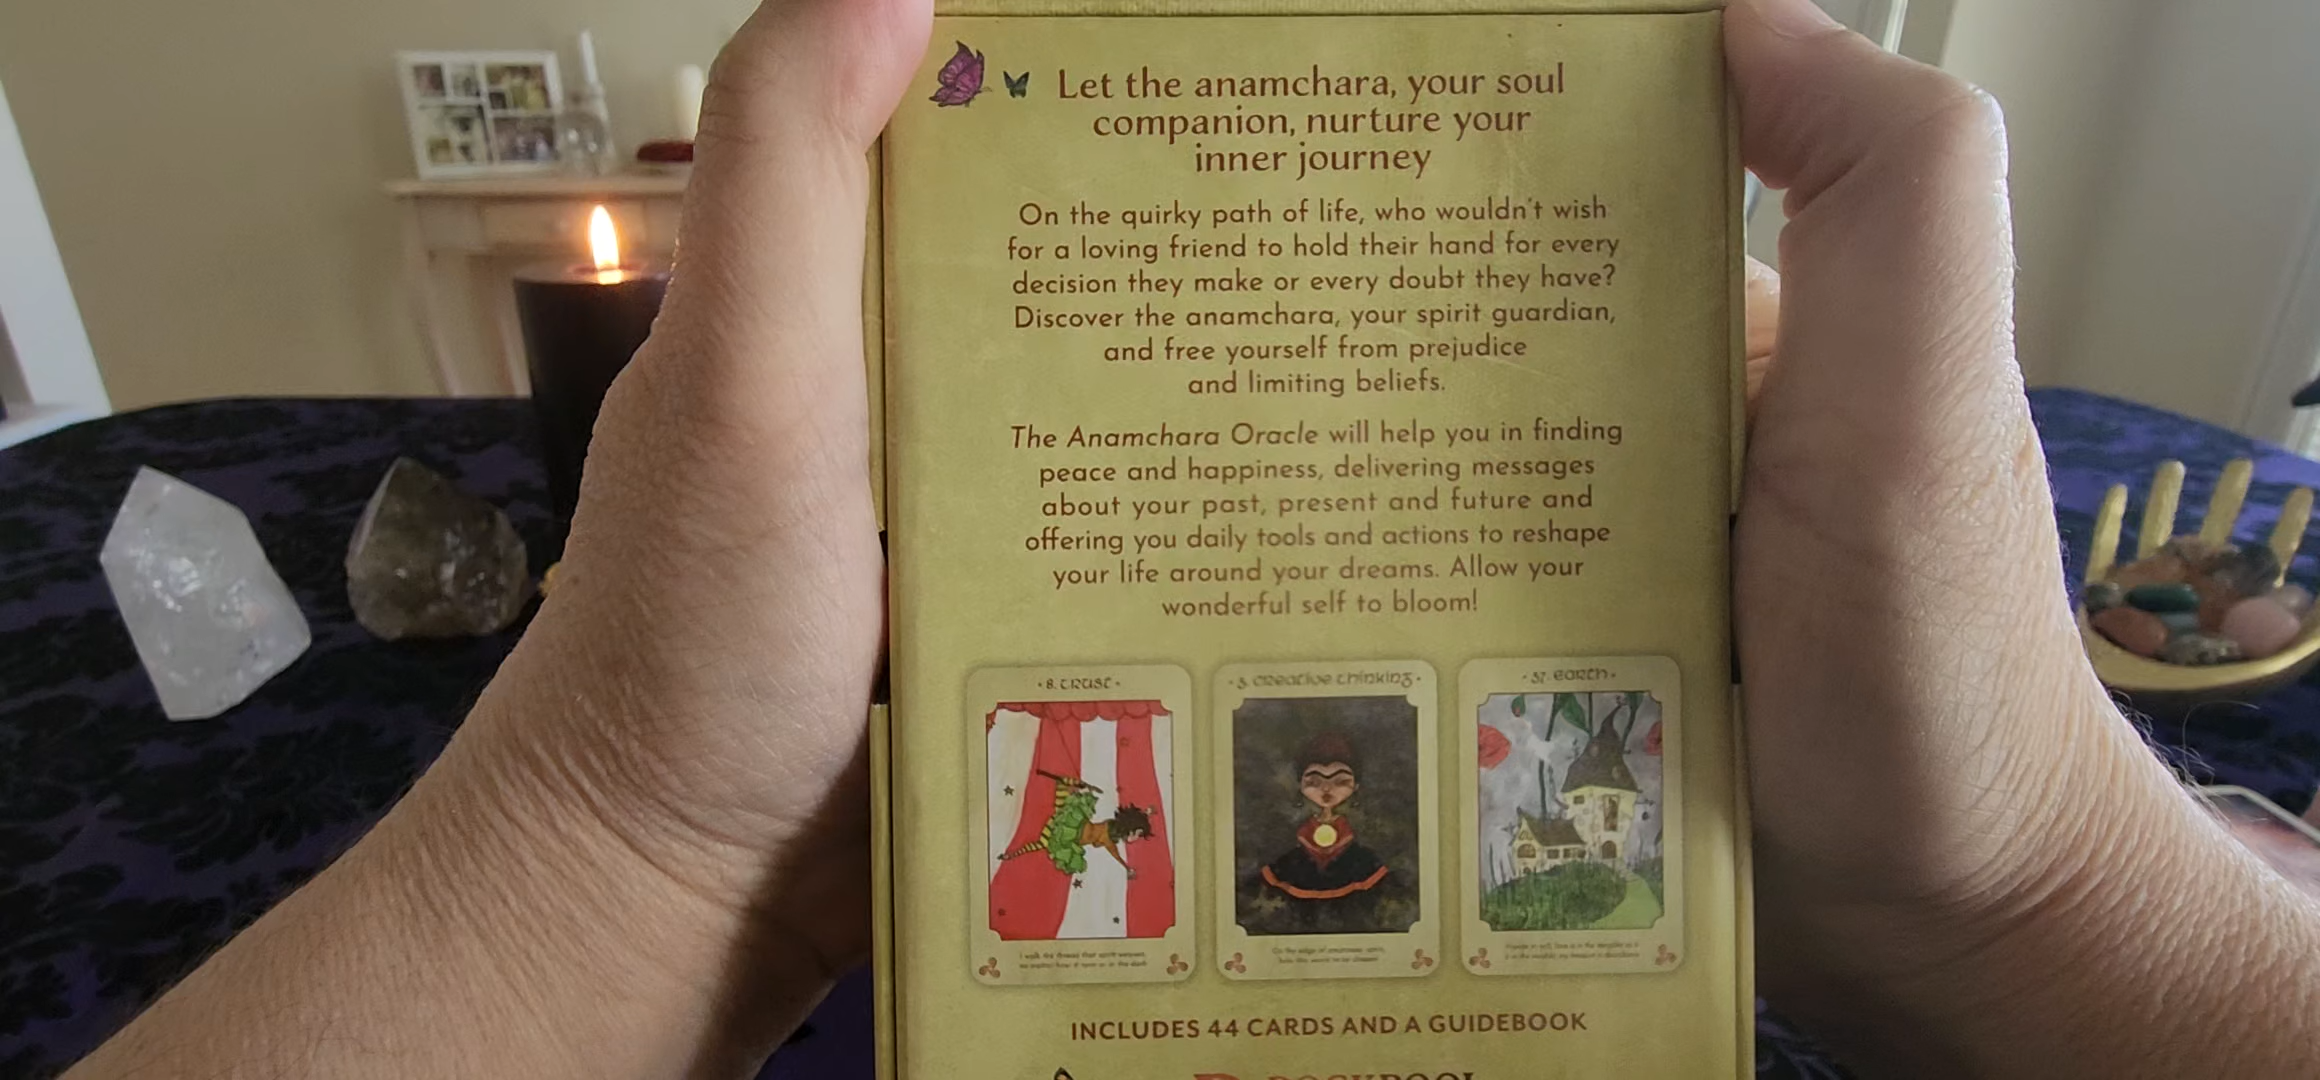 Let the anamchara, your soul
companion, nurture your
inner journey
On the quirky path of life, who wouldn't wish
for a loving friend to hold their hand for every
decision they make or every doubt they have?
Discover the anamchara, your spirit guardian,
and free yourself from prejudice
and limiting beliefs.
The Anamchara Oracle will help you in finding
peace and happiness, delivering messages
about your past, present and future and
offering you daily tools and actions to reshape
your life around your dreams. Allow your
wonderful self to bloom!
• 8. Trust •
• 3. creative thinking •
• 37. earth •
INCLUDES 44 CARDS AND A GUIDEBOOK
ROCKPOOL